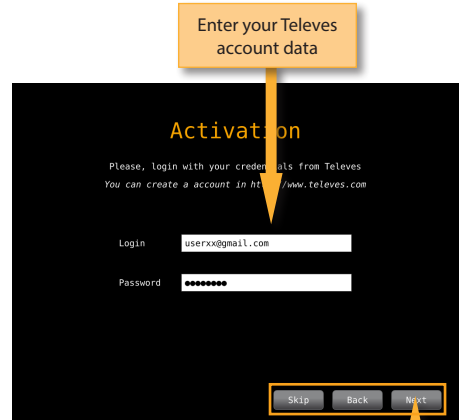 Enter your Televes
account data
Activation
Please, login with your credentials from Televes
You can create a account in http://www.televes.com
Login userxx@gmail.com
Password ●●●●●●●●
Skip Back Next